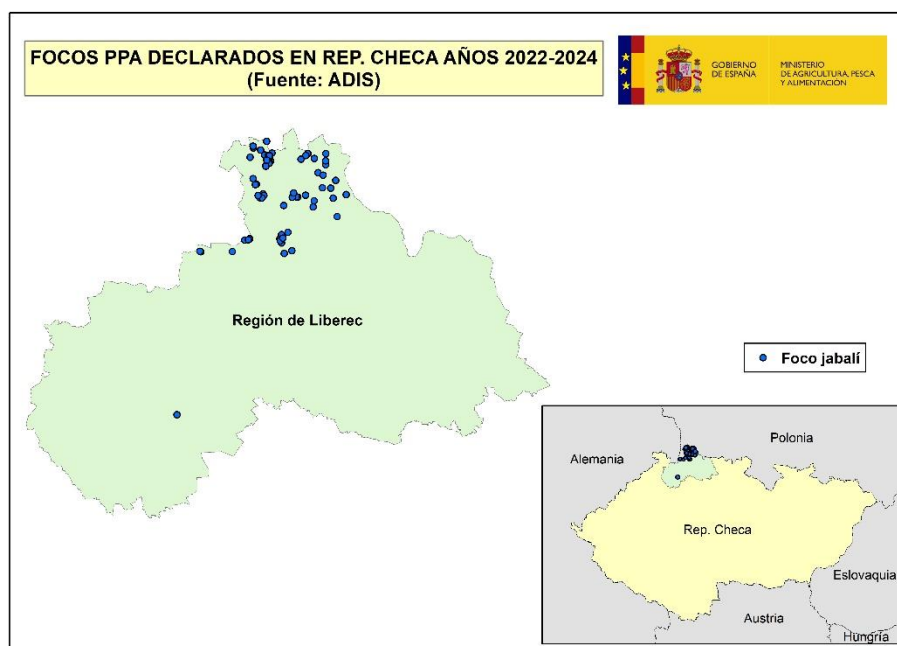 FOCOS PPA DECLARADOS EN REP. CHECA AÑOS 2022-2024
(Fuente: ADIS)
GOBIERNO
DE ESPAÑA
MINISTERIO
DE AGRICULTURA, PESCA
Y ALIMENTACIÓN
Región de Liberec
Foco jabalí
Polonia
Alemania
Rep. Checa
Eslovaquia
Austria
Hungría